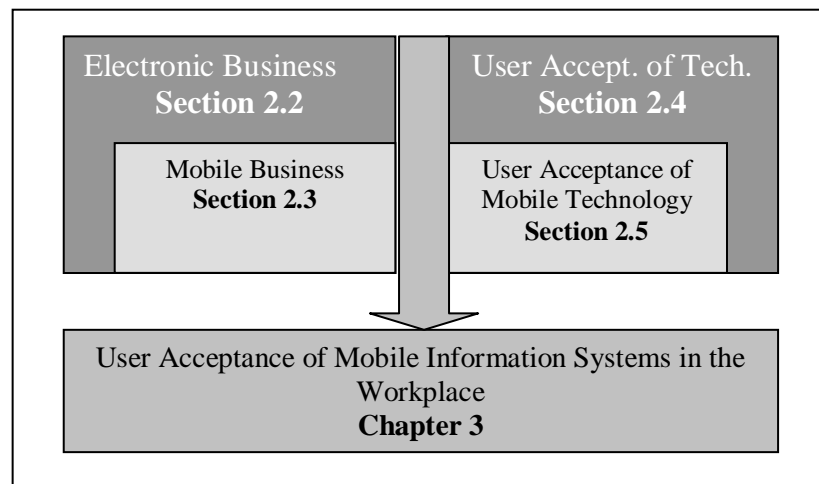 Electronic Business
Section 2.2
Mobile Business
Section 2.3
User Accept. of Tech.
Section 2.4
User Acceptance of
Mobile Technology
Section 2.5
User Acceptance of Mobile Information Systems in the
Workplace
Chapter 3